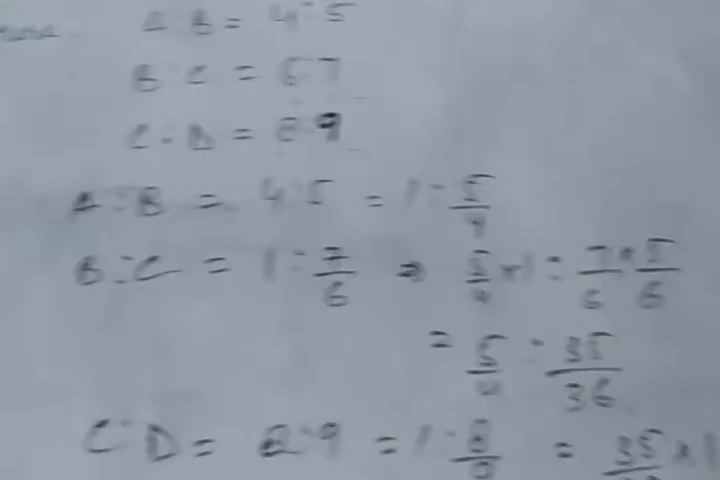 A:B = 4:5
B:C = 6:7
C:D = 8:9
A:B = 4:5 = 1:5/4
B:C = 1:7/6 ⇒ 5/4×1 : 7/6×5/6
= 5/4 : 35/36
C:D = 8:9 = 1:8/9 = 35